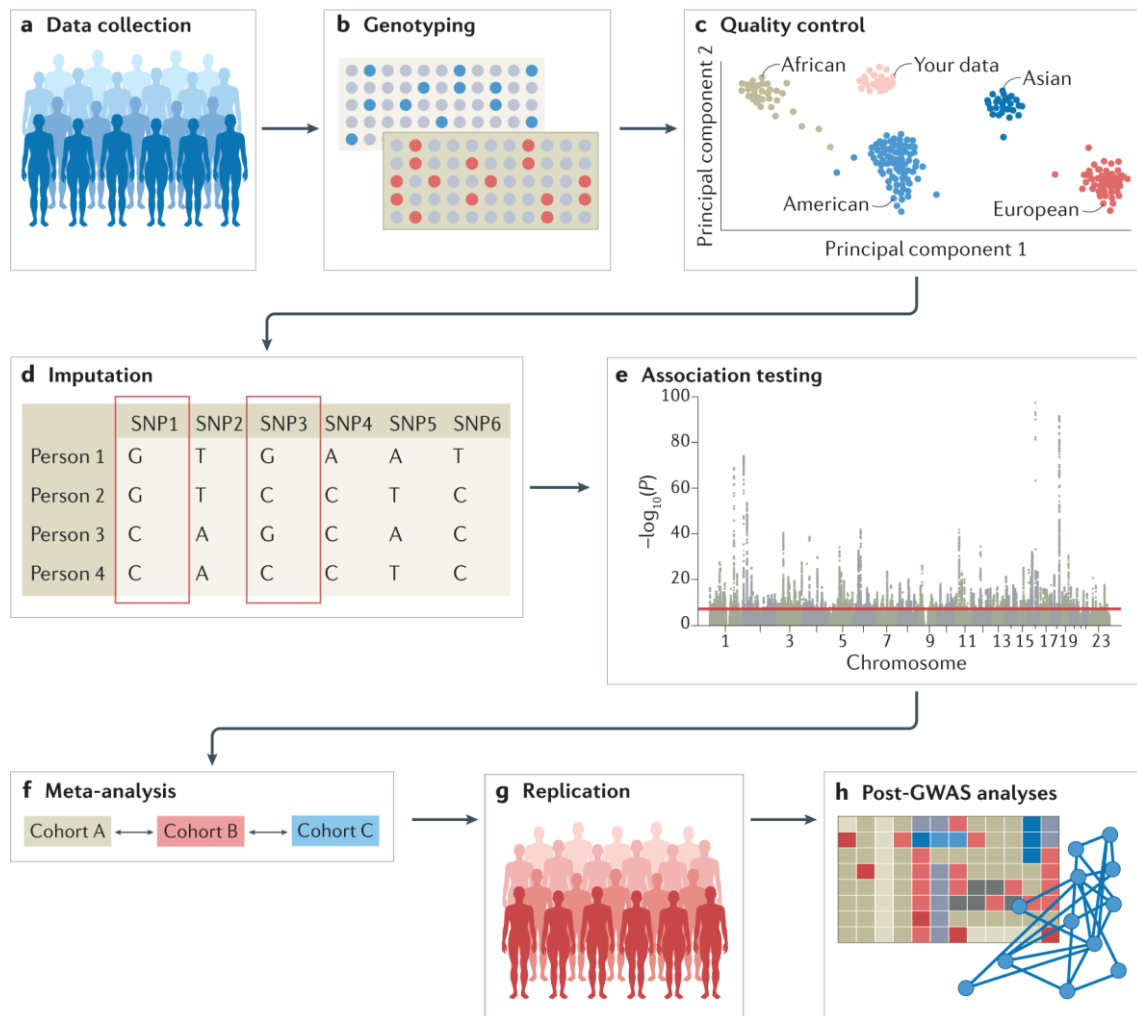 a Data collection
b Genotyping
c Quality control
Principal component 2
African
Your data
Asian
American
European
Principal component 1
d Imputation
SNP1 SNP2 SNP3 SNP4 SNP5 SNP6
Person 1 G T G A A T
Person 2 G T C C T C
Person 3 C A G C A C
Person 4 C A C C T C
e Association testing
–log10(P)
100
80
60
40
20
0
1 3 5 7 9 11 13 15 17 19 23
Chromosome
f Meta-analysis
Cohort A Cohort B Cohort C
g Replication
h Post-GWAS analyses